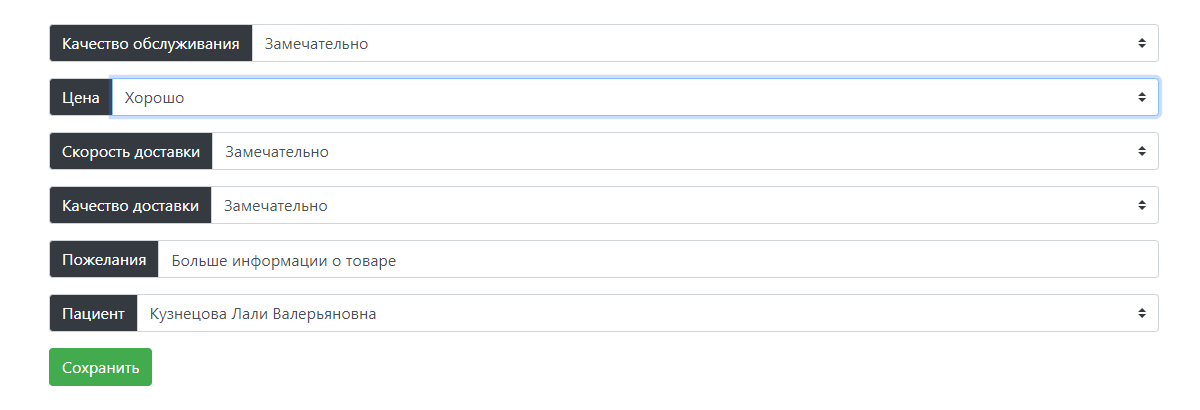 Качество обслуживания Замечательно
Цена Хорошо
Скорость доставки Замечательно
Качество доставки Замечательно
Пожелания Больше информации о товаре
Пациент Кузнецова Лали Валерьяновна
Сохранить